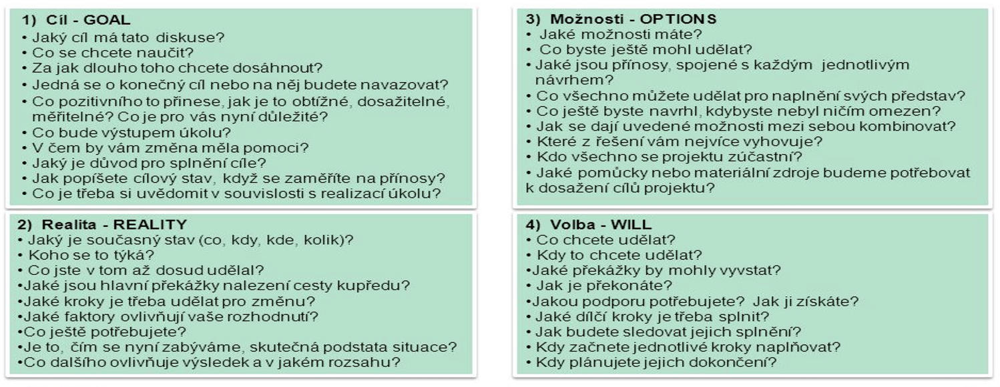 1) Cíl - GOAL
• Jaký cíl má tato diskuse?
• Co se chcete naučit?
• Za jak dlouho toho chcete dosáhnout?
• Jedná se o konečný cíl nebo na něj budete navazovat?
• Co pozitivního to přinese, jak je to obtížné, dosažitelné,
měřitelné? Co je pro vás nyní důležité?
• Co bude výstupem úkolu?
• V čem by vám změna měla pomoci?
• Jaký je důvod pro splnění cíle?
• Jak popíšete cílový stav, když se zaměříte na přínosy?
• Co je třeba si uvědomit v souvislosti s realizací úkolu?
2) Realita - REALITY
• Jaký je současný stav (co, kdy, kde, kolik)?
• Koho se to týká?
• Co jste v tom až dosud udělal?
•Jaké jsou hlavní překážky nalezení cesty kupředu?
•Jaké kroky je třeba udělat pro změnu?
•Jaké faktory ovlivňují vaše rozhodnutí?
•Co ještě potřebujete?
•Je to, čím se nyní zabýváme, skutečná podstata situace?
•Co dalšího ovlivňuje výsledek a v jakém rozsahu?
3) Možnosti - OPTIONS
• Jaké možnosti máte?
• Co byste ještě mohl udělat?
• Jaké jsou přínosy, spojené s každým jednotlivým
návrhem?
• Co všechno můžete udělat pro naplnění svých představ?
• Co ještě byste navrhl, kdybyste nebyl ničím omezen?
• Jak se dají uvedené možnosti mezi sebou kombinovat?
• Které z řešení vám nejvíce vyhovuje?
• Kdo všechno se projektu zúčastní?
• Jaké pomůcky nebo materiální zdroje budeme potřebovat
k dosažení cílů projektu?
4) Volba - WILL
• Co chcete udělat?
• Kdy to chcete udělat?
•Jaké překážky by mohly vyvstat?
• Jak je překonáte?
•Jakou podporu potřebujete? Jak ji získáte?
• Jaké dílčí kroky je třeba splnit?
• Jak budete sledovat jejich splnění?
• Kdy začnete jednotlivé kroky naplňovat?
• Kdy plánujete jejich dokončení?